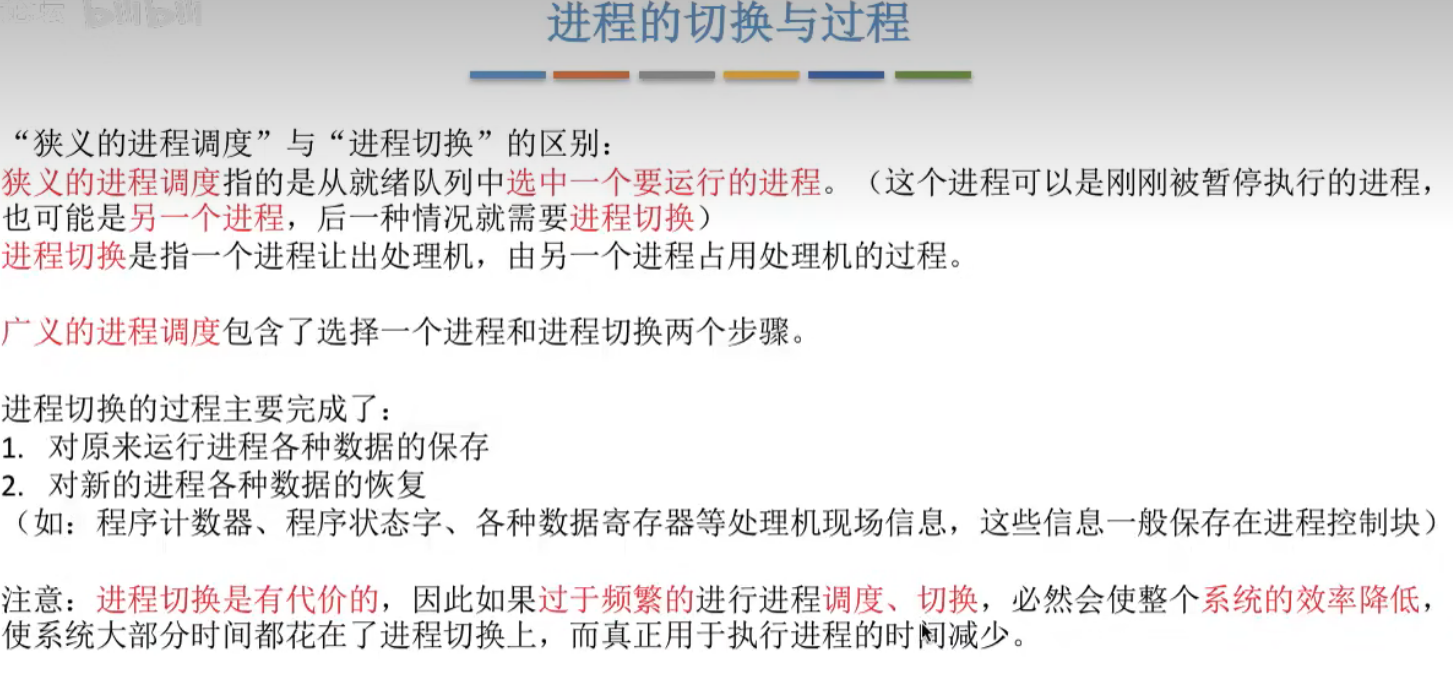 进程的切换与过程
“狭义的进程调度”与“进程切换”的区别：
狭义的进程调度指的是从就绪队列中选中一个要运行的进程。（这个进程可以是刚刚被暂停执行的进程，
也可能是另一个进程，后一种情况就需要进程切换）
进程切换是指一个进程让出处理机，由另一个进程占用处理机的过程。
广义的进程调度包含了选择一个进程和进程切换两个步骤。
进程切换的过程主要完成了：
1. 对原来运行进程各种数据的保存
2. 对新的进程各种数据的恢复
（如：程序计数器、程序状态字、各种数据寄存器等处理机现场信息，这些信息一般保存在进程控制块）
注意：进程切换是有代价的，因此如果过于频繁的进行进程调度、切换，必然会使整个系统的效率降低，
使系统大部分时间都花在了进程切换上，而真正用于执行进程的时间减少。